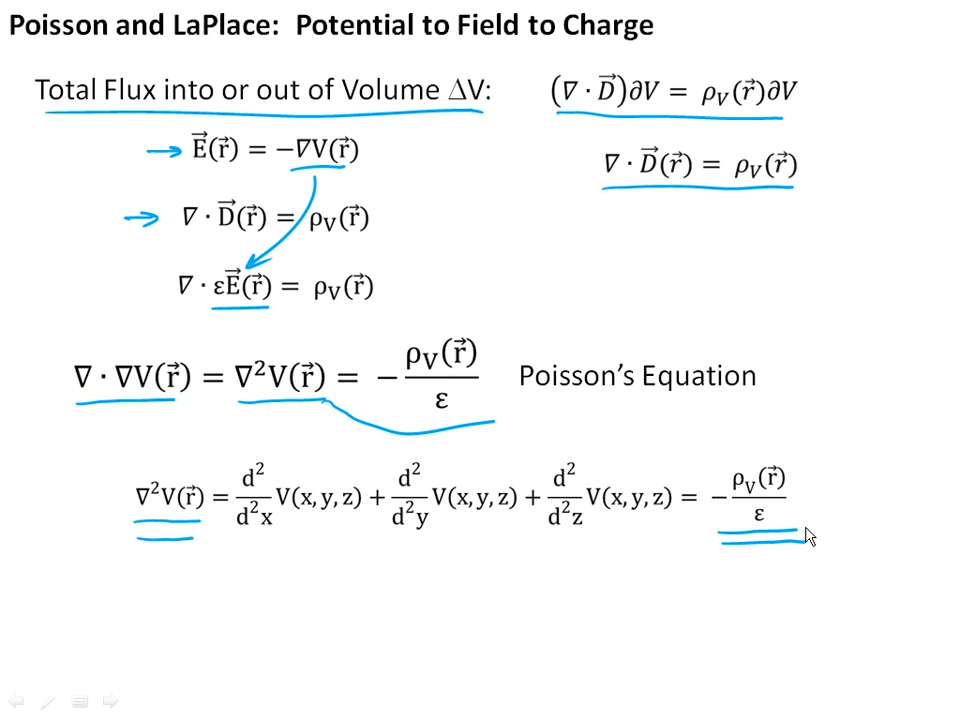 Poisson and LaPlace: Potential to Field to Charge
Total Flux into or out of Volume ΔV:
(∇ · D⃗)∂V = ρ_V(r⃗)∂V
E⃗(r⃗) = −∇V(r⃗)
∇ · D⃗(r⃗) = ρ_V(r⃗)
∇ · D⃗(r⃗) = ρ_V(r⃗)
∇ · εE⃗(r⃗) = ρ_V(r⃗)
∇ · ∇V(r⃗) = ∇²V(r⃗) = − ρ_V(r⃗)/ε Poisson's Equation
∇²V(r⃗) = d²/d²x V(x, y, z) + d²/d²y V(x, y, z) + d²/d²z V(x, y, z) = − ρ_V(r⃗)/ε